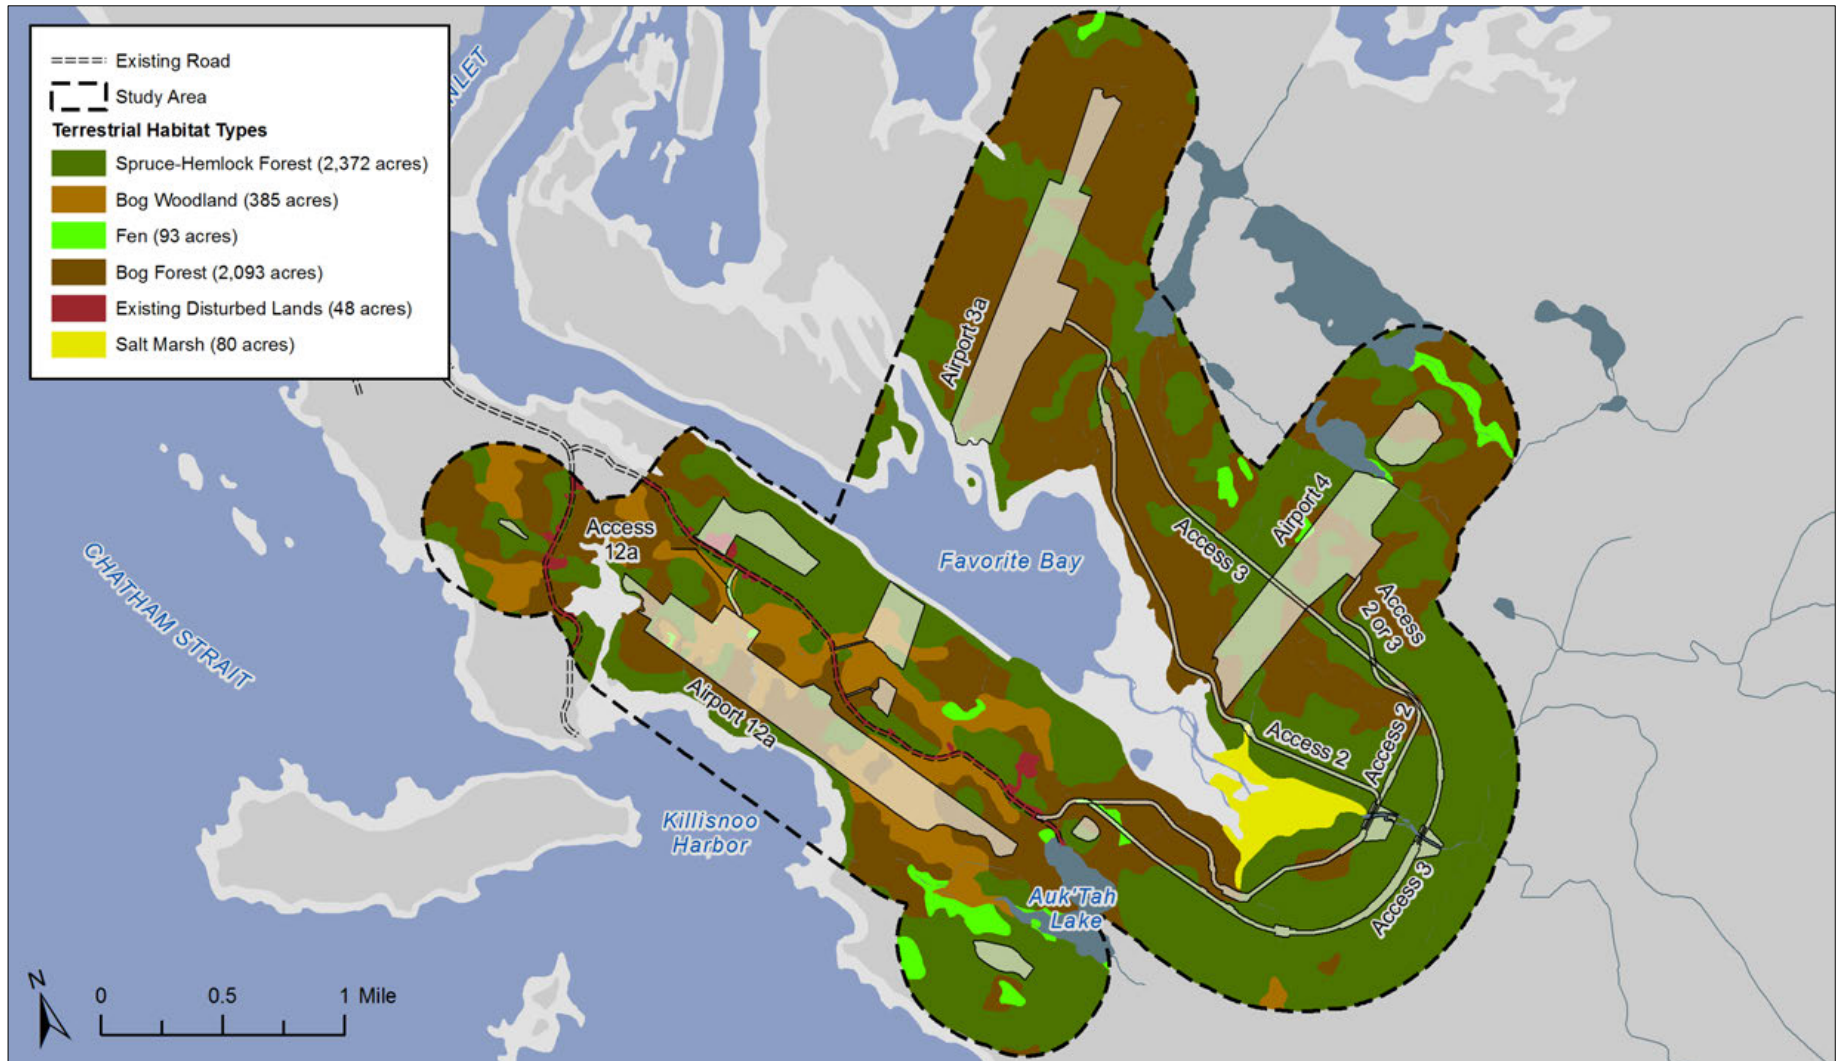 Existing Road
Study Area
Terrestrial Habitat Types
Spruce-Hemlock Forest (2,372 acres)
Bog Woodland (385 acres)
Fen (93 acres)
Bog Forest (2,093 acres)
Existing Disturbed Lands (48 acres)
Salt Marsh (80 acres)
Airport 3a
Airport 4
Access
12a
Favorite Bay
Access 3
Access
2 or 3
CHATHAM STRAIT
Airport 12a
Access 2
Access 2
Killisnoo
Harbor
Auk'Tah
Lake
Access 3
N
0 0.5 1 Mile